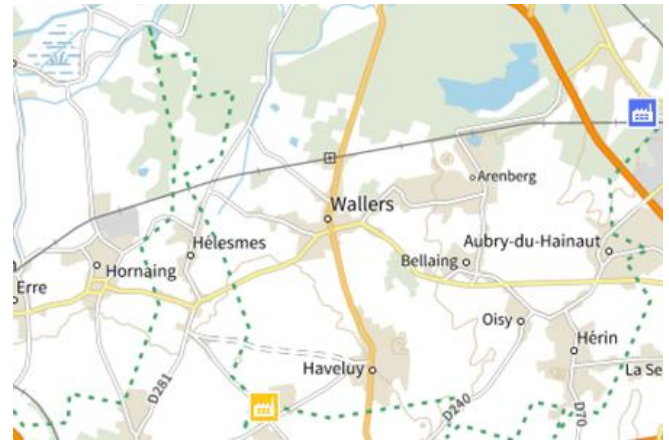 Arenberg
Wallers
Aubry-du-Hainaut
Hélesmes
Bellaing
Hornaing
Erre
Oisy
Hérin
Haveluy
La Se
D281
D240
D70